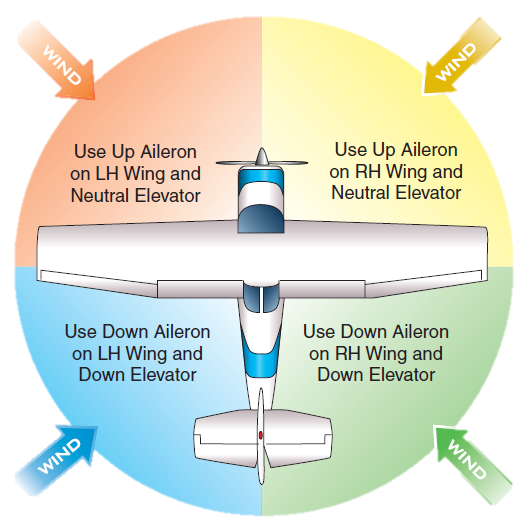 WIND
WIND
Use Up Aileron
on LH Wing and
Neutral Elevator
Use Up Aileron
on RH Wing and
Neutral Elevator
Use Down Aileron
on LH Wing and
Down Elevator
Use Down Aileron
on RH Wing and
Down Elevator
WIND
WIND